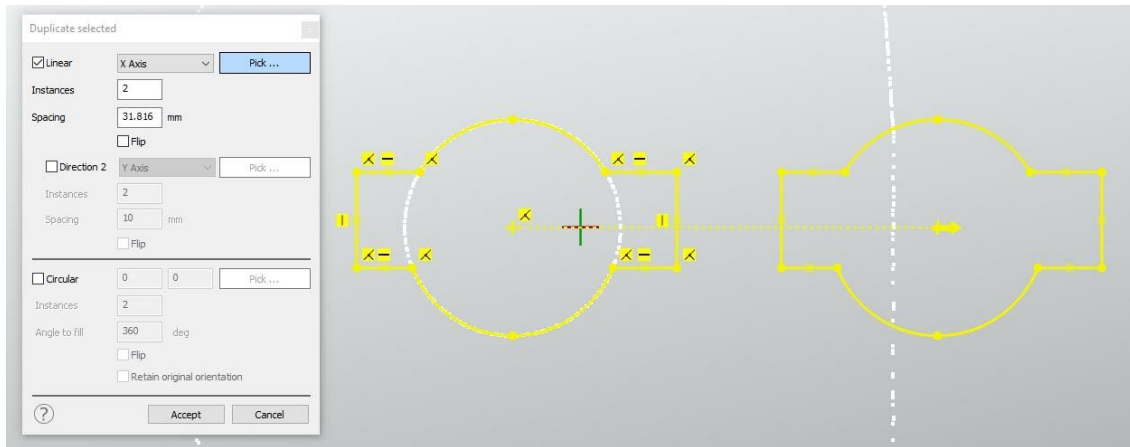 Duplicate selected
Linear X Axis Pick ...
Instances 2
Spacing 31.816 mm
Flip
Direction 2 Y Axis Pick ...
Instances 2
Spacing 10 mm
Flip
Circular 0 0 Pick ...
Instances 2
Angle to fill 360 deg
Flip
Retain original orientation
? Accept Cancel